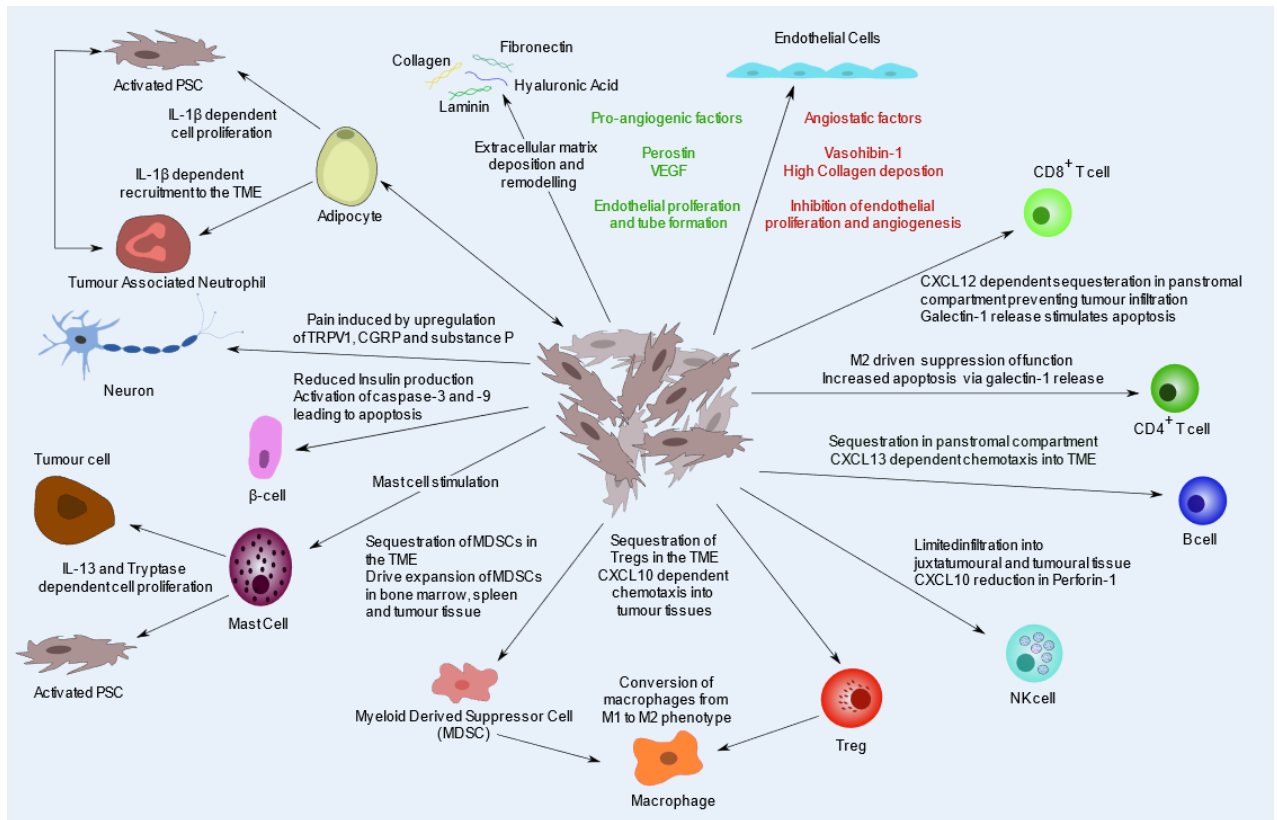 Activated PSC
IL-1β dependent
cell proliferation
IL-1β dependent
recruitment to the TME
Adipocyte
Tumour Associated Neutrophil
Collagen
Fibronectin
Hyaluronic Acid
Laminin
Extracellular matrix
deposition and
remodelling
Endothelial Cells
Pro-angiogenic factiors
Perostin
VEGF
Endothelial prolferation
and tube formation
Angiostatic factors
Vasohibin-1
High Collagen depostion
Inhibition of endothelial
proliferation and angiogenesis
CD8+ T cell
CXCL12 dependent sequesteration in panstromal
compartment preventing tumour infiltration
Galectin-1 release stimulates apoptosis
Neuron
Pain induced by upregulation
of TRPV1, CGRP and substance P
M2 driven suppression of function
Increased apoptosis via galectin-1 release
CD4+ T cell
Reduced Insulin production
Activation of caspase-3 and -9
leading to apoptosis
β-cell
Sequestration in panstromal compartment
CXCL13 dependent chemotaxis into TME
B cell
Tumour cell
Mast cell stimulation
IL-13 and Tryptase
dependent cell proliferation
Mast Cell
Activated PSC
Sequestration of MDSCs in
the TME
Drive expansion of MDSCs
in bone marrow, spleen
and tumour tissue
Sequestration of
Tregs in the TME
CXCL10 dependent
chemotaxis into
tumour tissues
Limitedinfiltration into
juxtatumoural and tumoural tissue
CXCL10 reduction in Perforin-1
NK cell
Myeloid Derived Suppressor Cell
(MDSC)
Conversion of
macrophages from
M1 to M2 phenotype
Treg
Macrophage